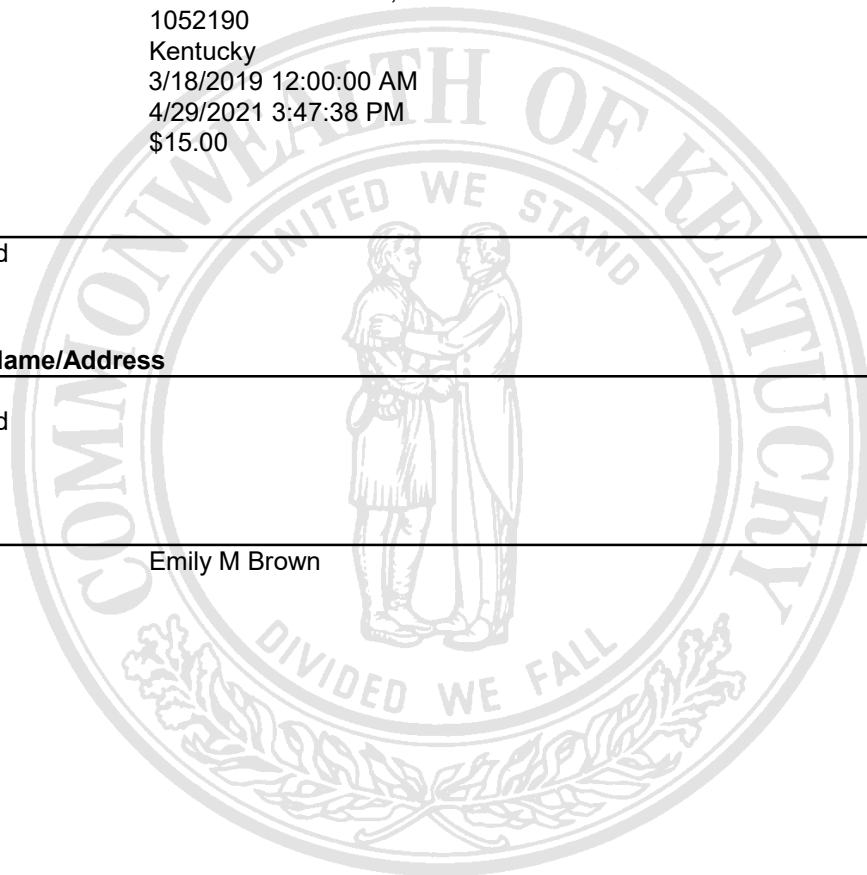 1052190
Kentucky
3/18/2019 12:00:00 AM
4/29/2021 3:47:38 PM
$15.00
COMMONWEALTH OF KENTUCKY
UNITED WE STAND
d
ame/Address
d
Emily M Brown
DIVIDED WE FALL